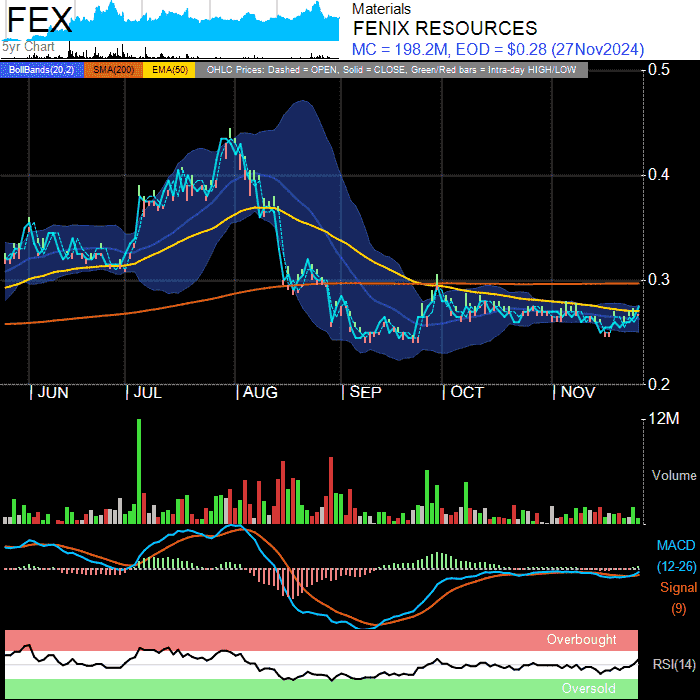 FEX
5yr Chart
Materials
FENIX RESOURCES
MC = 198.2M, EOD = $0.28 (27Nov2024)
BollBands(20,2) SMA(200) EMA(50) OHLC Prices: Dashed = OPEN, Solid = CLOSE, Green/Red bars = Intra-day HIGH/LOW
0.5
0.4
0.3
0.2
JUN JUL AUG SEP OCT NOV
12M
Volume
MACD
(12-26)
Signal
(9)
Overbought
RSI(14)
Oversold